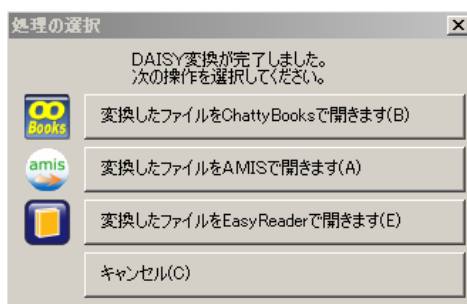 処理の選択
DAISY変換が完了しました。
次の操作を選択してください。
Books
変換したファイルをChattyBooksで開きます(B)
amis
変換したファイルをAMISで開きます(A)
変換したファイルをEasyReaderで開きます(E)
キャンセル(C)